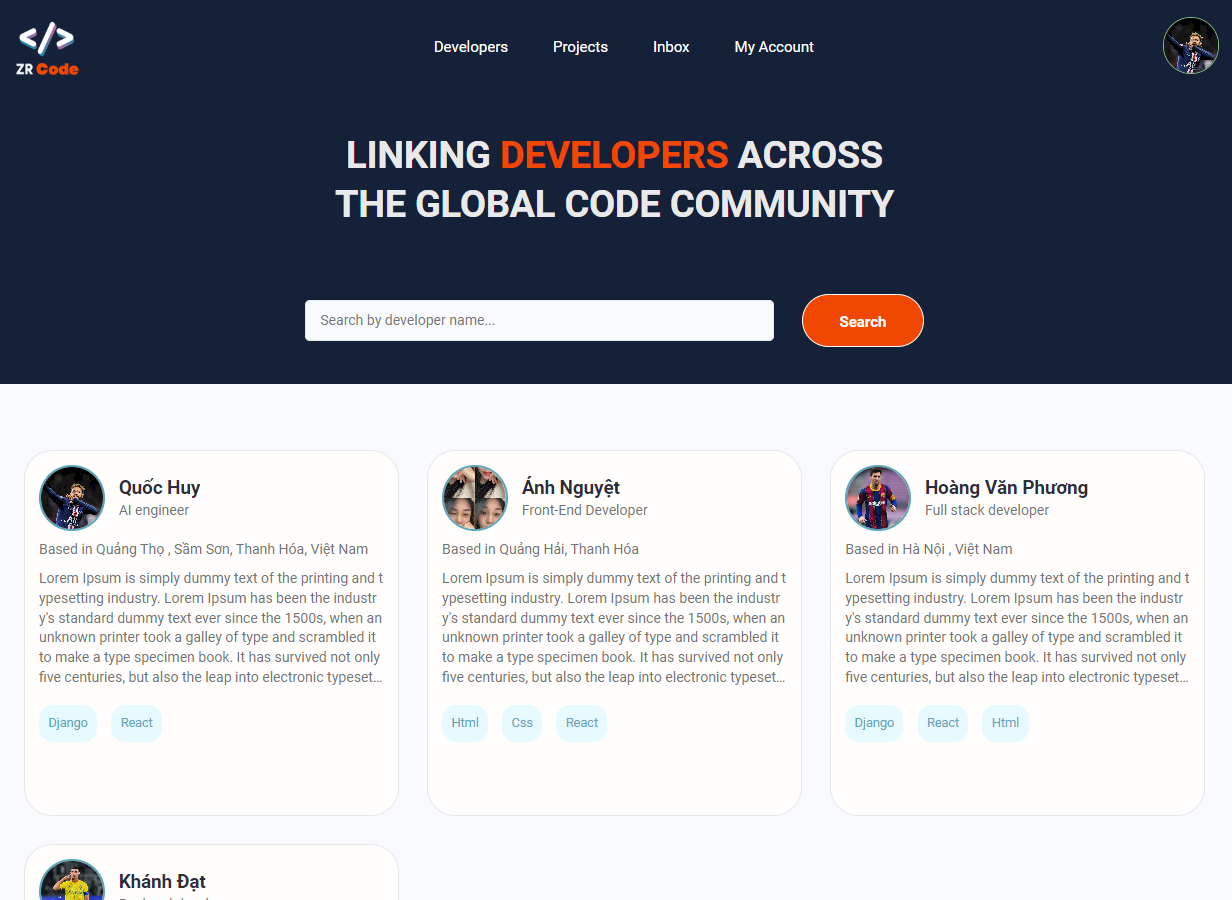 </>
ZR Code
Developers Projects Inbox My Account
LINKING DEVELOPERS ACROSS
THE GLOBAL CODE COMMUNITY
Search by developer name...
Search
Quốc Huy
AI engineer
Based in Quảng Thọ , Sầm Sơn, Thanh Hóa, Việt Nam
Lorem Ipsum is simply dummy text of the printing and t
ypesetting industry. Lorem Ipsum has been the industr
y's standard dummy text ever since the 1500s, when an
unknown printer took a galley of type and scrambled it
to make a type specimen book. It has survived not only
five centuries, but also the leap into electronic typeset...
Django React
Ánh Nguyệt
Front-End Developer
Based in Quảng Hải, Thanh Hóa
Lorem Ipsum is simply dummy text of the printing and t
ypesetting industry. Lorem Ipsum has been the industr
y's standard dummy text ever since the 1500s, when an
unknown printer took a galley of type and scrambled it
to make a type specimen book. It has survived not only
five centuries, but also the leap into electronic typeset...
Html Css React
Hoàng Văn Phương
Full stack developer
Based in Hà Nội , Việt Nam
Lorem Ipsum is simply dummy text of the printing and t
ypesetting industry. Lorem Ipsum has been the industr
y's standard dummy text ever since the 1500s, when an
unknown printer took a galley of type and scrambled it
to make a type specimen book. It has survived not only
five centuries, but also the leap into electronic typeset...
Django React Html
Khánh Đạt